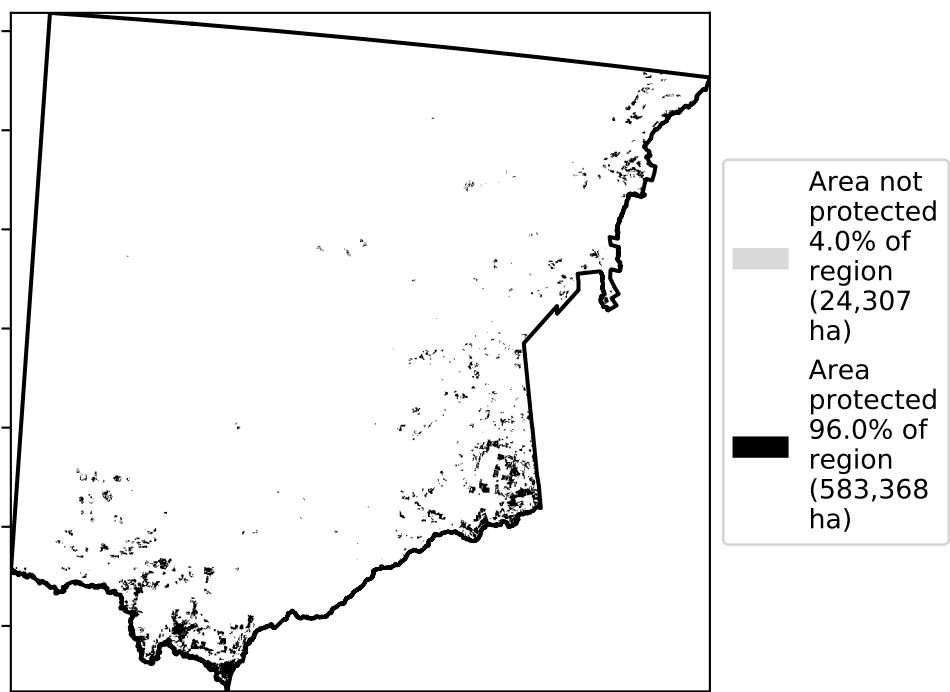 Area not
protected
4.0% of
region
(24,307
ha)
Area
protected
96.0% of
region
(583,368
ha)